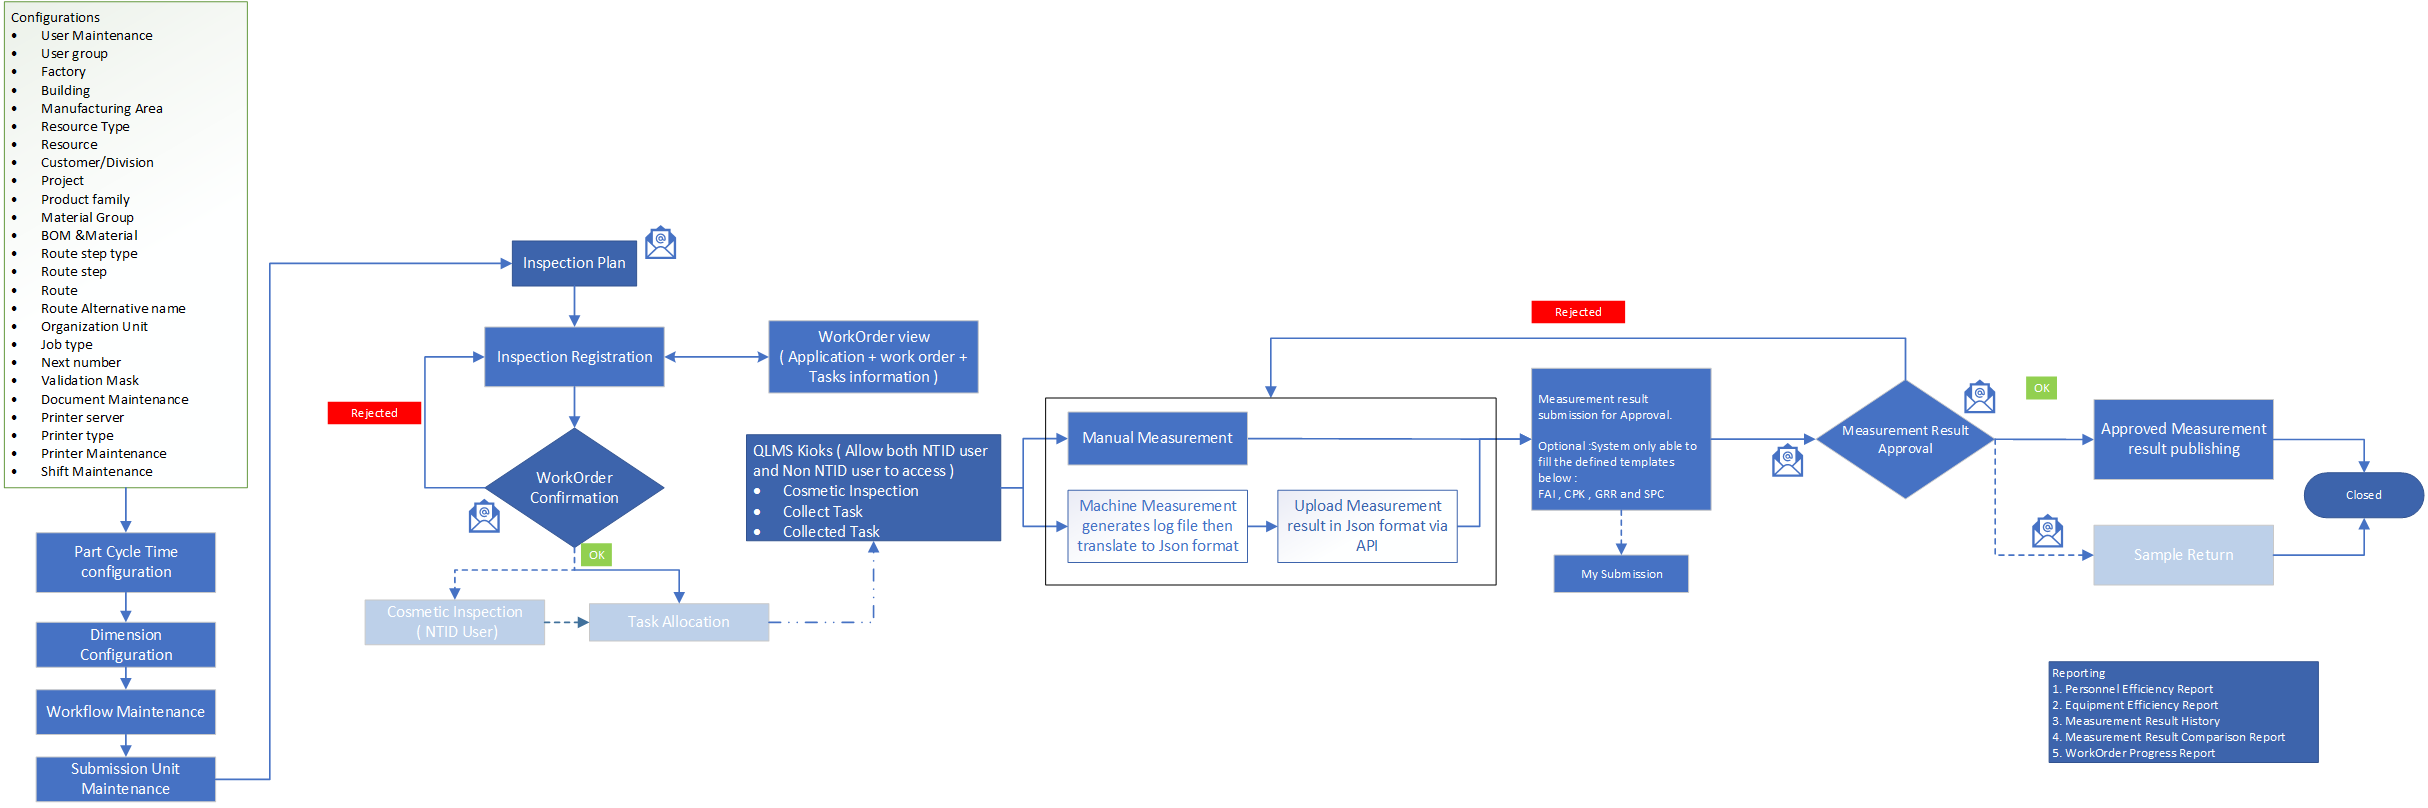 Configurations
• User Maintenance
• User group
• Factory
• Building
• Manufacturing Area
• Resource Type
• Resource
• Customer/Division
• Project
• Product family
• Material Group
• BOM &Material
• Route step type
• Route step
• Route
• Route Alternative name
• Organization Unit
• Job type
• Next number
• Validation Mask
• Document Maintenance
• Printer server
• Printer type
• Printer Maintenance
• Shift Maintenance
Part Cycle Time
configuration
Dimension
Configuration
Workflow Maintenance
Submission Unit
Maintenance
Inspection Plan
@
Inspection Registration
WorkOrder view
( Application + work order +
Tasks information )
Rejected
WorkOrder
Confirmation
@
OK
Cosmetic Inspection
( NTID User)
Task Allocation
QLMS Kioks ( Allow both NTID user
and Non NTID user to access )
• Cosmetic Inspection
• Collect Task
• Collected Task
Manual Measurement
Machine Measurement
generates log file then
translate to Json format
Upload Measurement
result in Json format via
API
Rejected
Measurement result
submission for Approval.
Optional :System only able to
fill the defined templates
below :
FAI , CPK , GRR and SPC
My Submission
@
Measurement Result
Approval
@
OK
Approved Measurement
result publishing
@
Sample Return
Closed
Reporting
1. Personnel Efficiency Report
2. Equipment Efficiency Report
3. Measurement Result History
4. Measurement Result Comparison Report
5. WorkOrder Progress Report